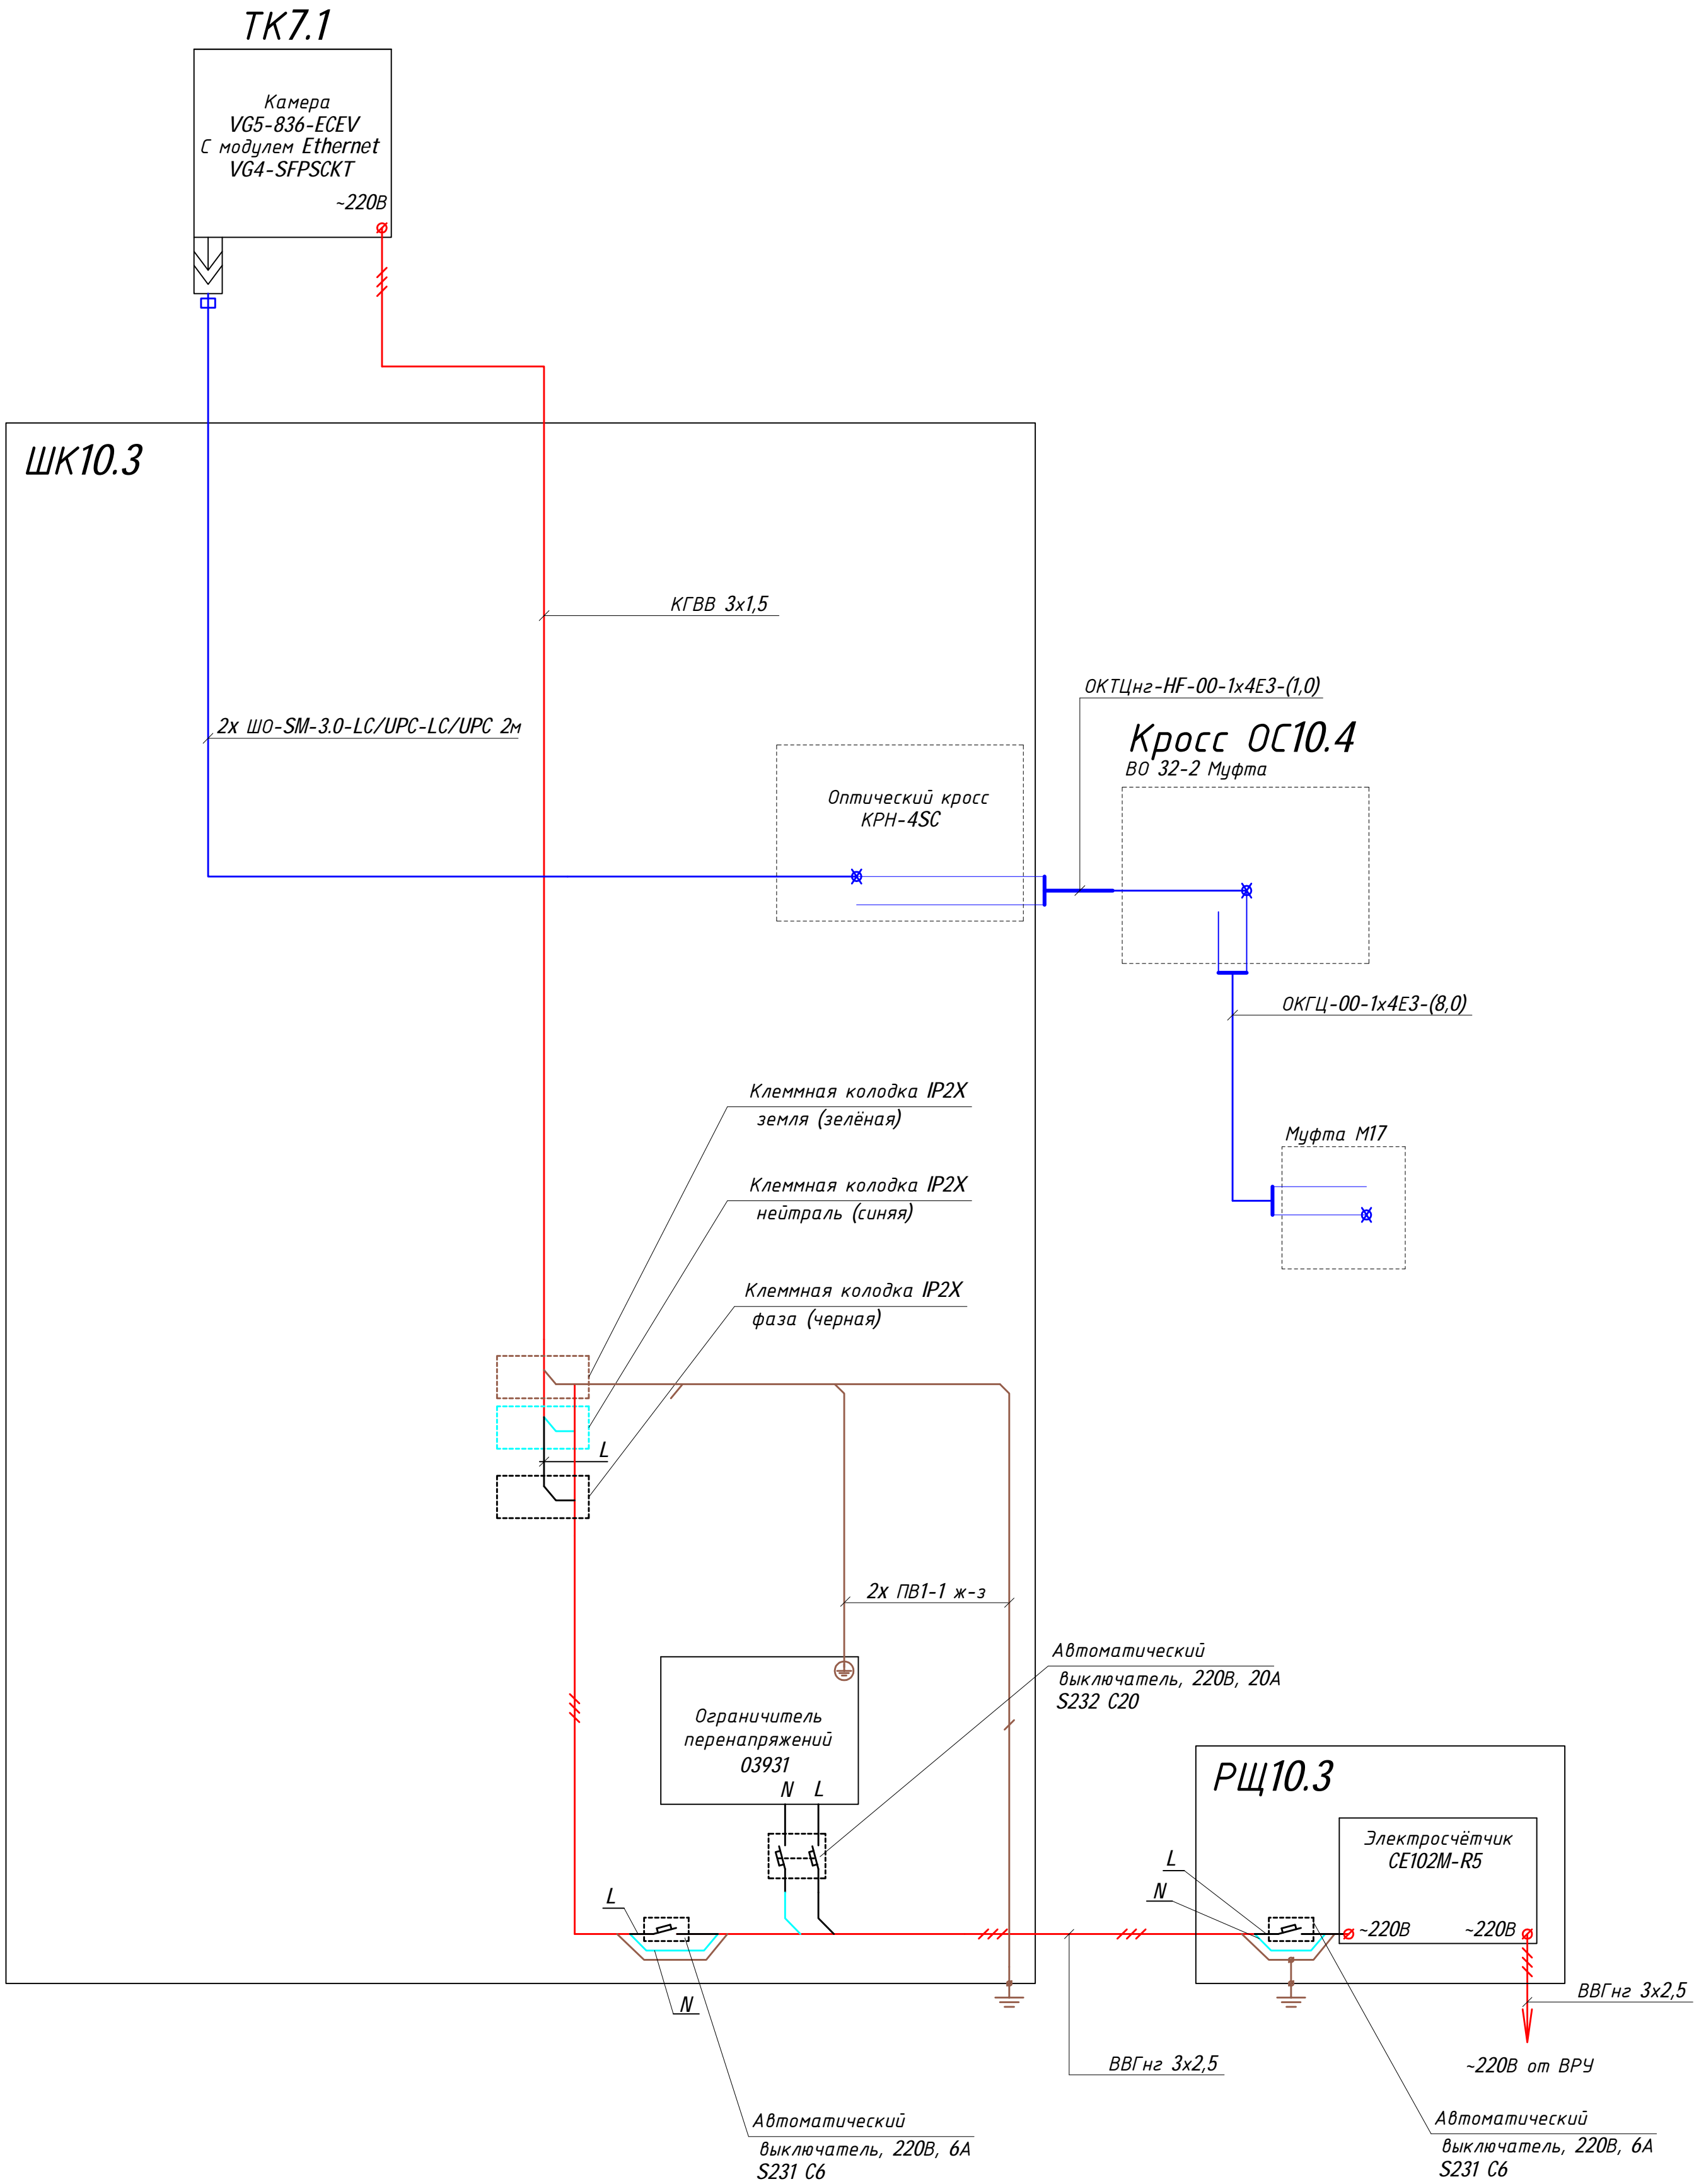 ТК7.1
Камера
VG5-836-ECEV
С модулем Ethernet
VG4-SFPSCKT
~220В
ШК10.3
КГВВ 3х1,5
ОКТЦнг-HF-00-1х4Е3-(1,0)
2х ШО-SM-3.0-LC/UPC-LC/UPC 2м
Кросс ОС10.4
ВО 32-2 Муфта
Оптический кросс
КРН-4SC
ОКГЦ-00-1х4Е3-(8,0)
Клеммная колодка IP2X
земля (зелёная)
Муфта М17
Клеммная колодка IP2X
нейтраль (синяя)
Клеммная колодка IP2X
фаза (черная)
L
2х ПВ1-1 ж-з
Автоматический
выключатель, 220В, 20А
S232 C20
Ограничитель
перенапряжений
03931
N L
РЩ10.3
Электросчётчик
СЕ102М-R5
L
N
~220В ~220В
L
N
ВВГнг 3х2,5
ВВГнг 3х2,5
~220В от ВРУ
Автоматический
выключатель, 220В, 6А
S231 C6
Автоматический
выключатель, 220В, 6А
S231 C6